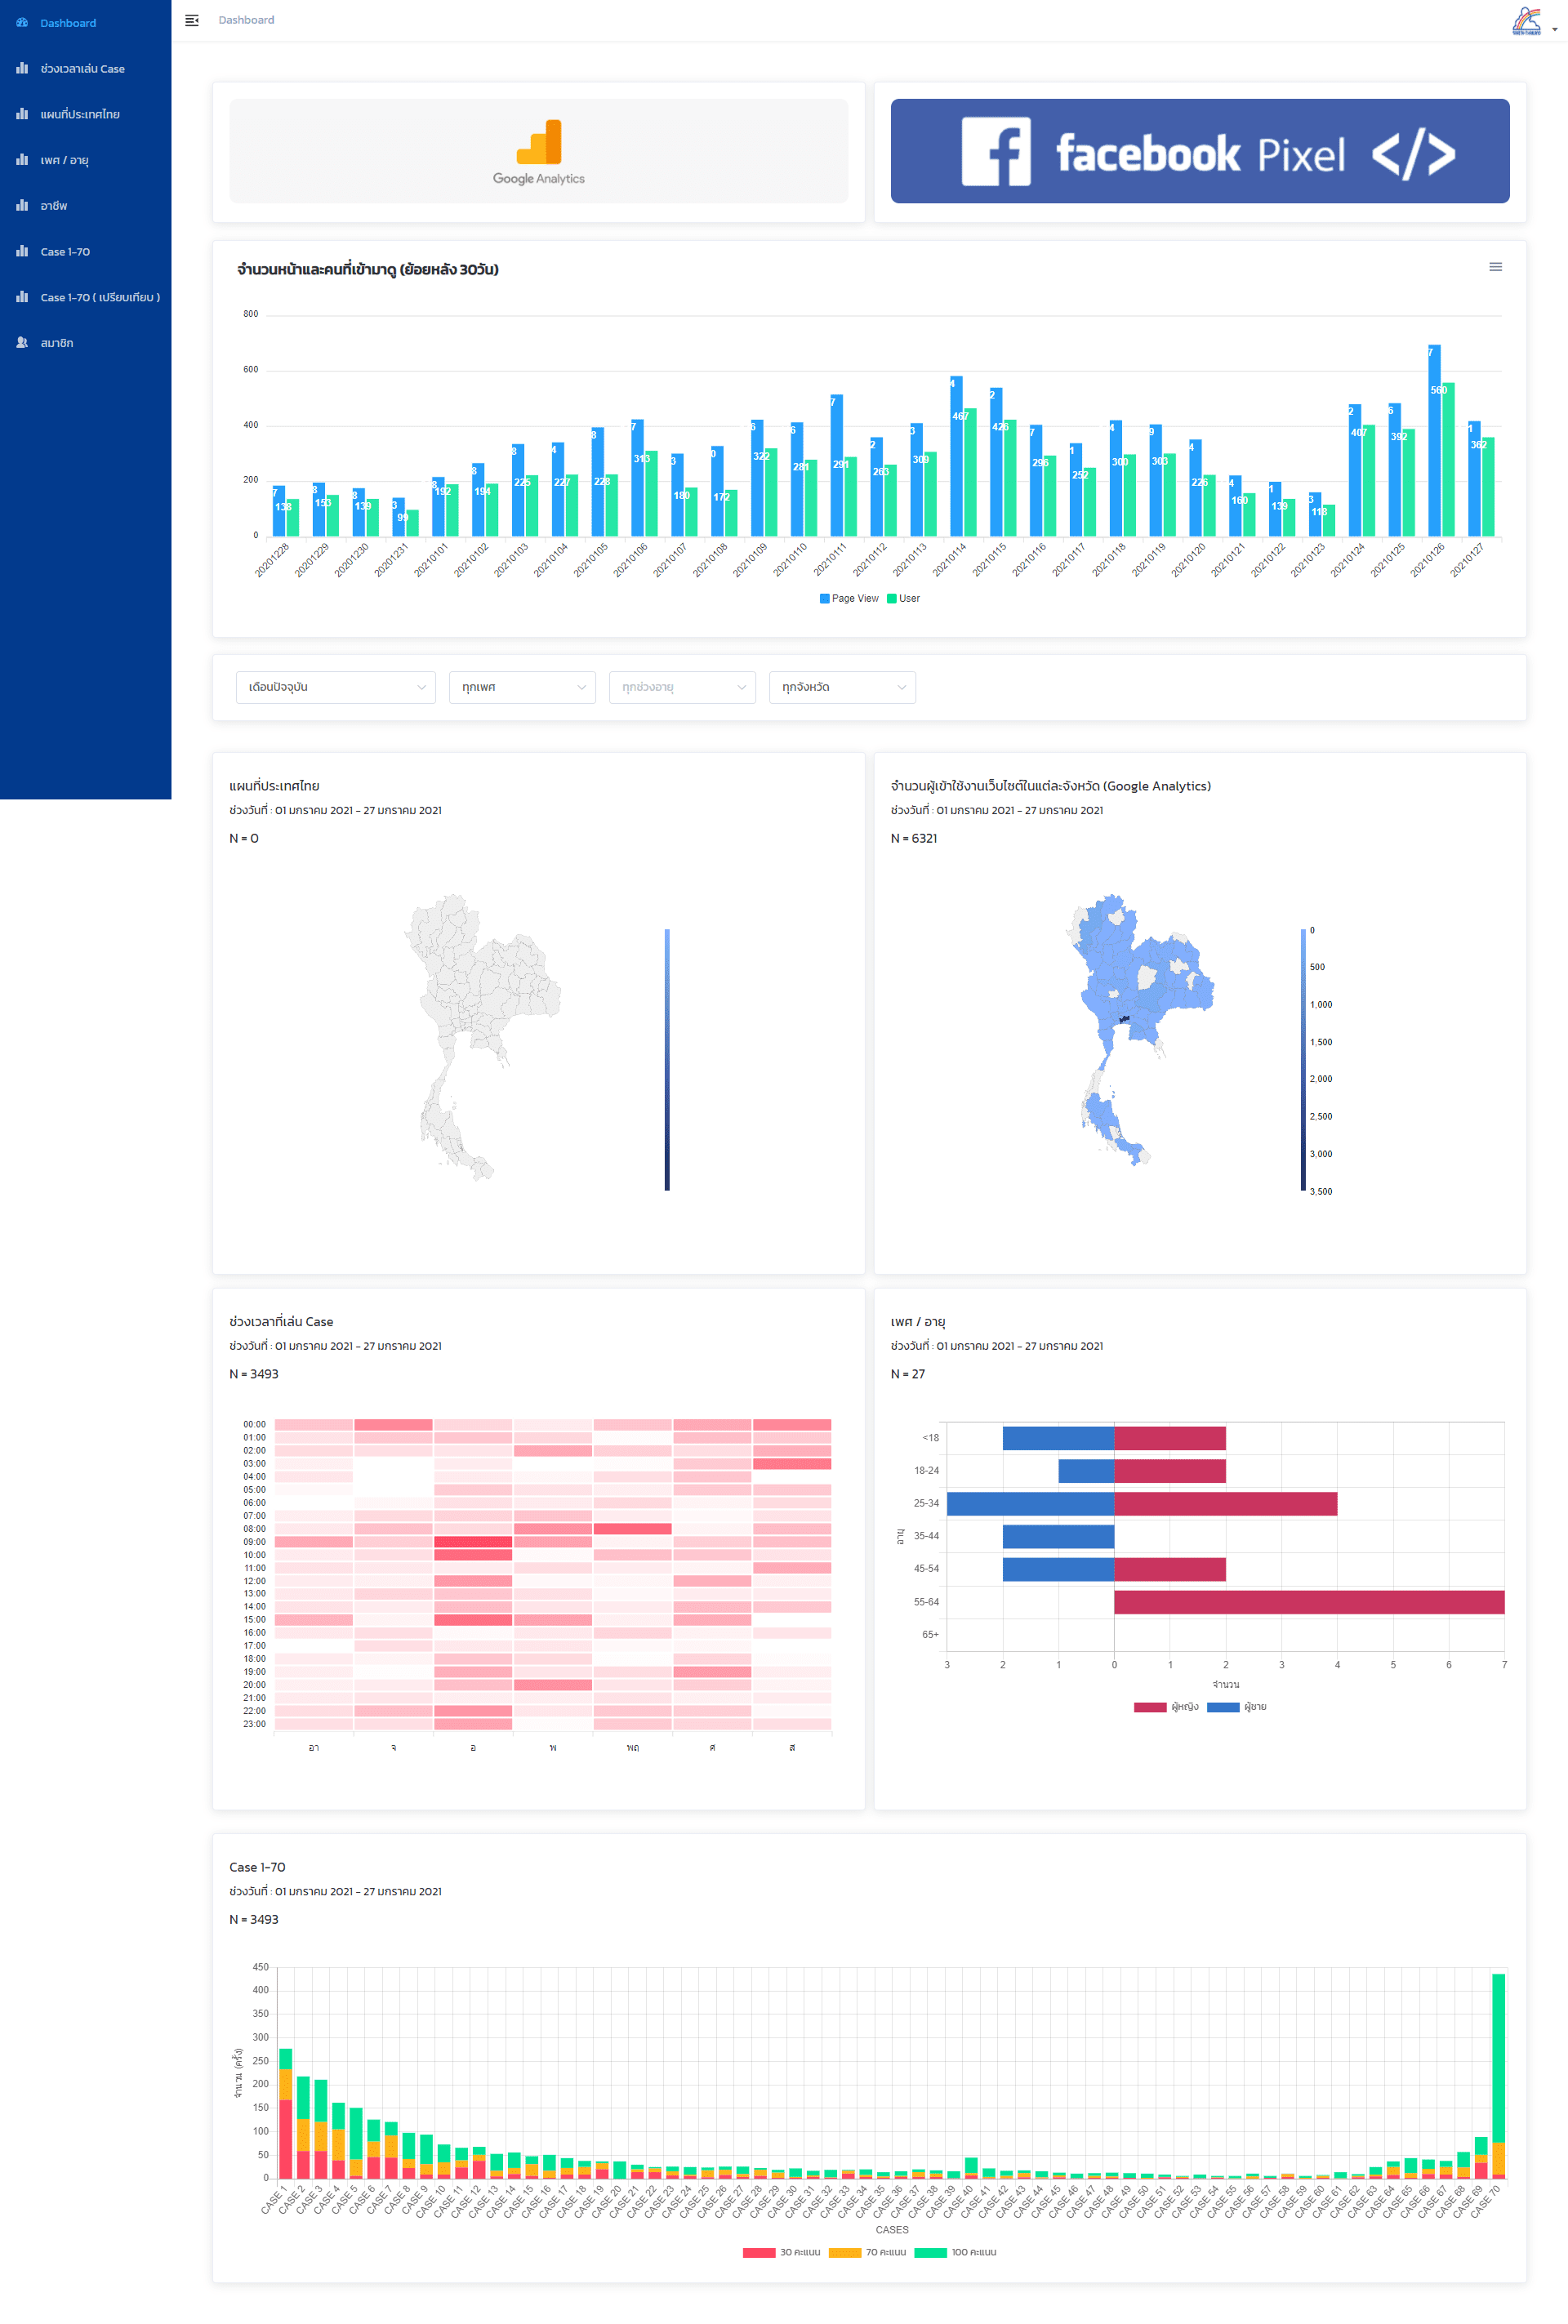 Dashboard
ช่วงเวลาเล่น Case
แผนที่ประเทศไทย
เพศ / อายุ
อาชีพ
Case 1-70
Case 1-70 ( เปรียบเทียบ )
สมาชิก
Dashboard
Google Analytics
facebook Pixel </>
จำนวนหน้าและคนที่เข้ามาดู (ย้อยหลัง 30วัน)
800
600
400
200
0
7 3 8 3 8 8 8 4 8 7 3 0 6 6 7 2 3 4 2 7 1 4 9 4 4 1 3 2 6 7 1
138 153 139 99 192 194 225 227 228 313 180 172 322 281 291 263 309 467 426 296 252 300 303 226 160 139 118 407 392 560 362
20201228 20201229 20201230 20201231 20210101 20210102 20210103 20210104 20210105 20210106 20210107 20210108 20210109 20210110 20210111 20210112 20210113 20210114 20210115 20210116 20210117 20210118 20210119 20210120 20210121 20210122 20210123 20210124 20210125 20210126 20210127
Page View User
เดือนปัจจุบัน ทุกเพศ ทุกช่วงอายุ ทุกจังหวัด
แผนที่ประเทศไทย
ช่วงวันที่ : 01 มกราคม 2021 - 27 มกราคม 2021
N = 0
จำนวนผู้เข้าใช้งานเว็บไซต์ในแต่ละจังหวัด (Google Analytics)
ช่วงวันที่ : 01 มกราคม 2021 - 27 มกราคม 2021
N = 6321
0
500
1,000
1,500
2,000
2,500
3,000
3,500
ช่วงเวลาที่เล่น Case
ช่วงวันที่ : 01 มกราคม 2021 - 27 มกราคม 2021
N = 3493
00:00
01:00
02:00
03:00
04:00
05:00
06:00
07:00
08:00
09:00
10:00
11:00
12:00
13:00
14:00
15:00
16:00
17:00
18:00
19:00
20:00
21:00
22:00
23:00
อา จ อ พ พฤ ศ ส
เพศ / อายุ
ช่วงวันที่ : 01 มกราคม 2021 - 27 มกราคม 2021
N = 27
อายุ
<18
18-24
25-34
35-44
45-54
55-64
65+
3 2 1 0 1 2 3 4 5 6 7
จำนวน
ผู้หญิง ผู้ชาย
Case 1-70
ช่วงวันที่ : 01 มกราคม 2021 - 27 มกราคม 2021
N = 3493
จำนวน (ครั้ง)
450
400
350
300
250
200
150
100
50
0
CASE 1 CASE 2 CASE 3 CASE 4 CASE 5 CASE 6 CASE 7 CASE 8 CASE 9 CASE 10 CASE 11 CASE 12 CASE 13 CASE 14 CASE 15 CASE 16 CASE 17 CASE 18 CASE 19 CASE 20 CASE 21 CASE 22 CASE 23 CASE 24 CASE 25 CASE 26 CASE 27 CASE 28 CASE 29 CASE 30 CASE 31 CASE 32 CASE 33 CASE 34 CASE 35 CASE 36 CASE 37 CASE 38 CASE 39 CASE 40 CASE 41 CASE 42 CASE 43 CASE 44 CASE 45 CASE 46 CASE 47 CASE 48 CASE 49 CASE 50 CASE 51 CASE 52 CASE 53 CASE 54 CASE 55 CASE 56 CASE 57 CASE 58 CASE 59 CASE 60 CASE 61 CASE 62 CASE 63 CASE 64 CASE 65 CASE 66 CASE 67 CASE 68 CASE 69 CASE 70
CASES
30 คะแนน 70 คะแนน 100 คะแนน